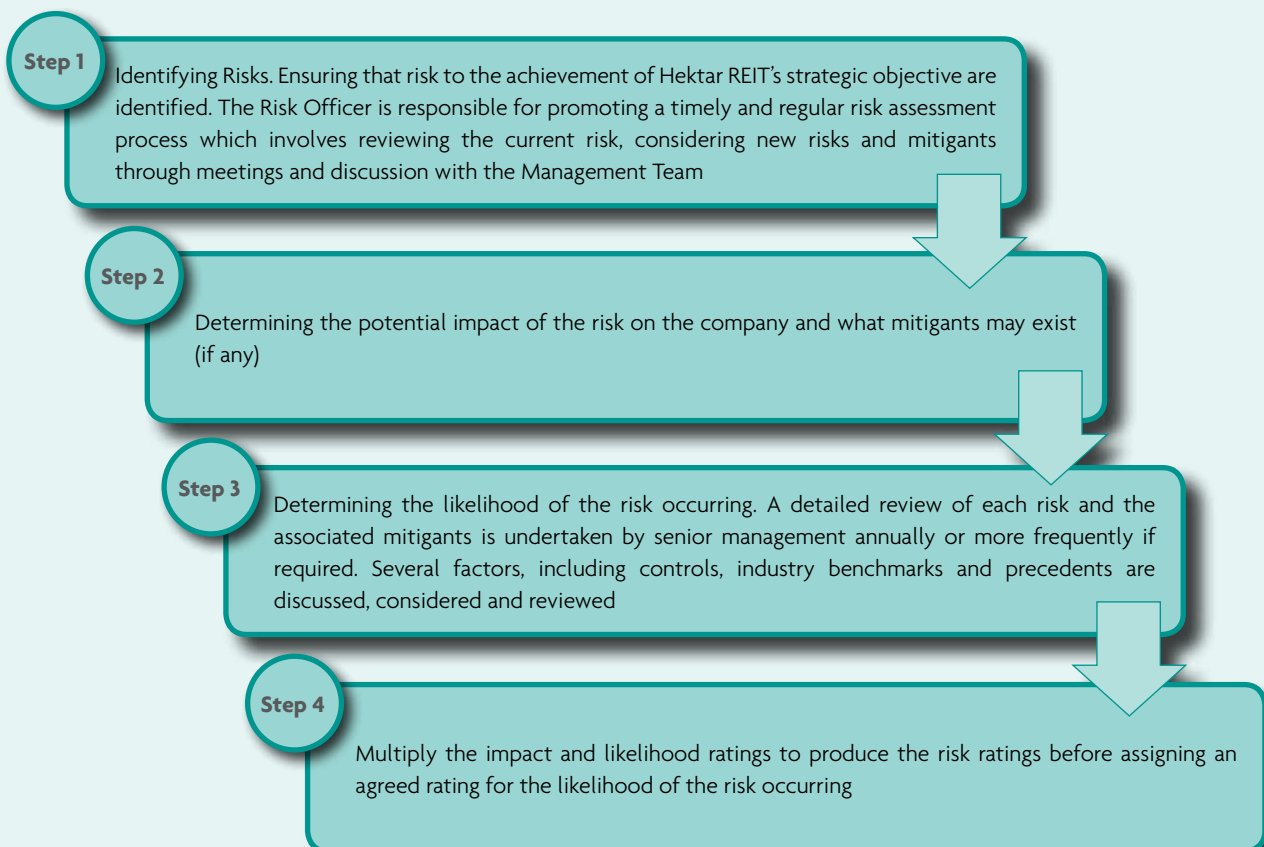 Step 1
Identifying Risks. Ensuring that risk to the achievement of Hektar REIT’s strategic objective are
identified. The Risk Officer is responsible for promoting a timely and regular risk assessment
process which involves reviewing the current risk, considering new risks and mitigants
through meetings and discussion with the Management Team
Step 2
Determining the potential impact of the risk on the company and what mitigants may exist
(if any)
Step 3
Determining the likelihood of the risk occurring. A detailed review of each risk and the
associated mitigants is undertaken by senior management annually or more frequently if
required. Several factors, including controls, industry benchmarks and precedents are
discussed, considered and reviewed
Step 4
Multiply the impact and likelihood ratings to produce the risk ratings before assigning an
agreed rating for the likelihood of the risk occurring